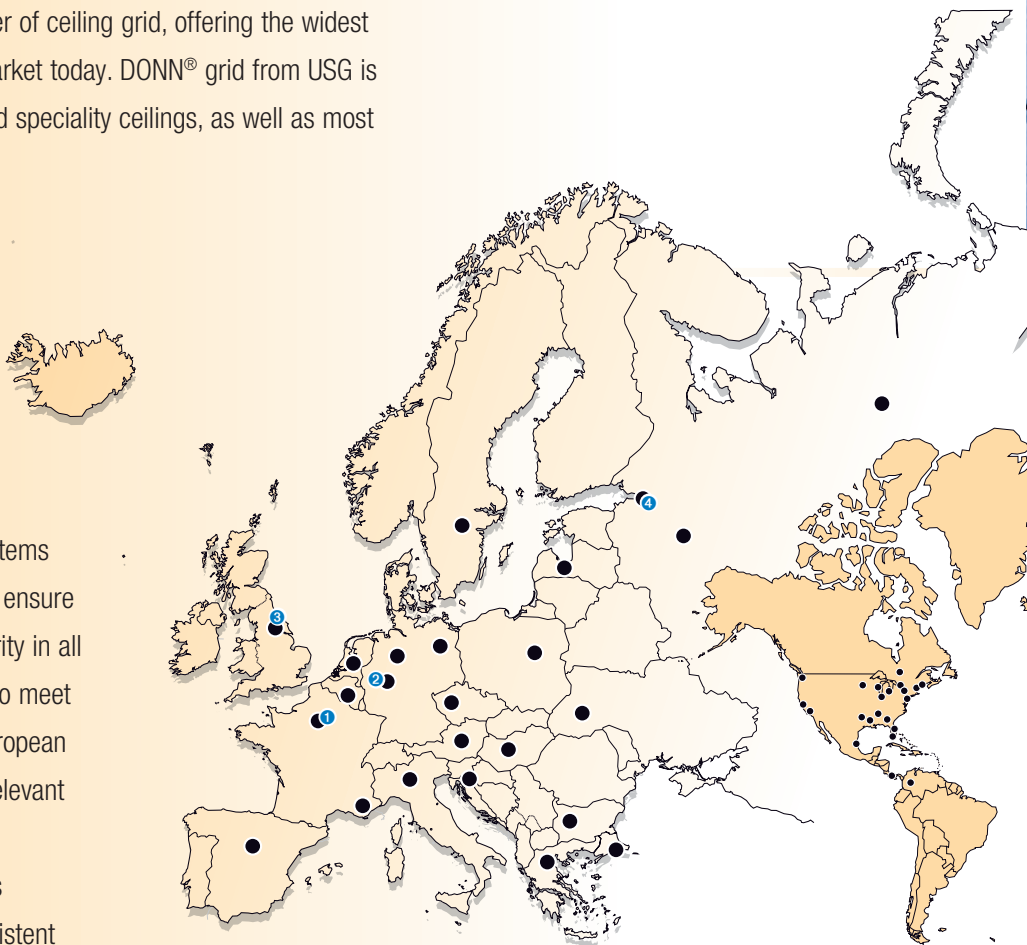 er of ceiling grid, offering the widest
arket today. DONN® grid from USG is
d speciality ceilings, as well as most
tems
ensure
rity in all
o meet
ropean
elevant
s
sistent
1
2
3
4